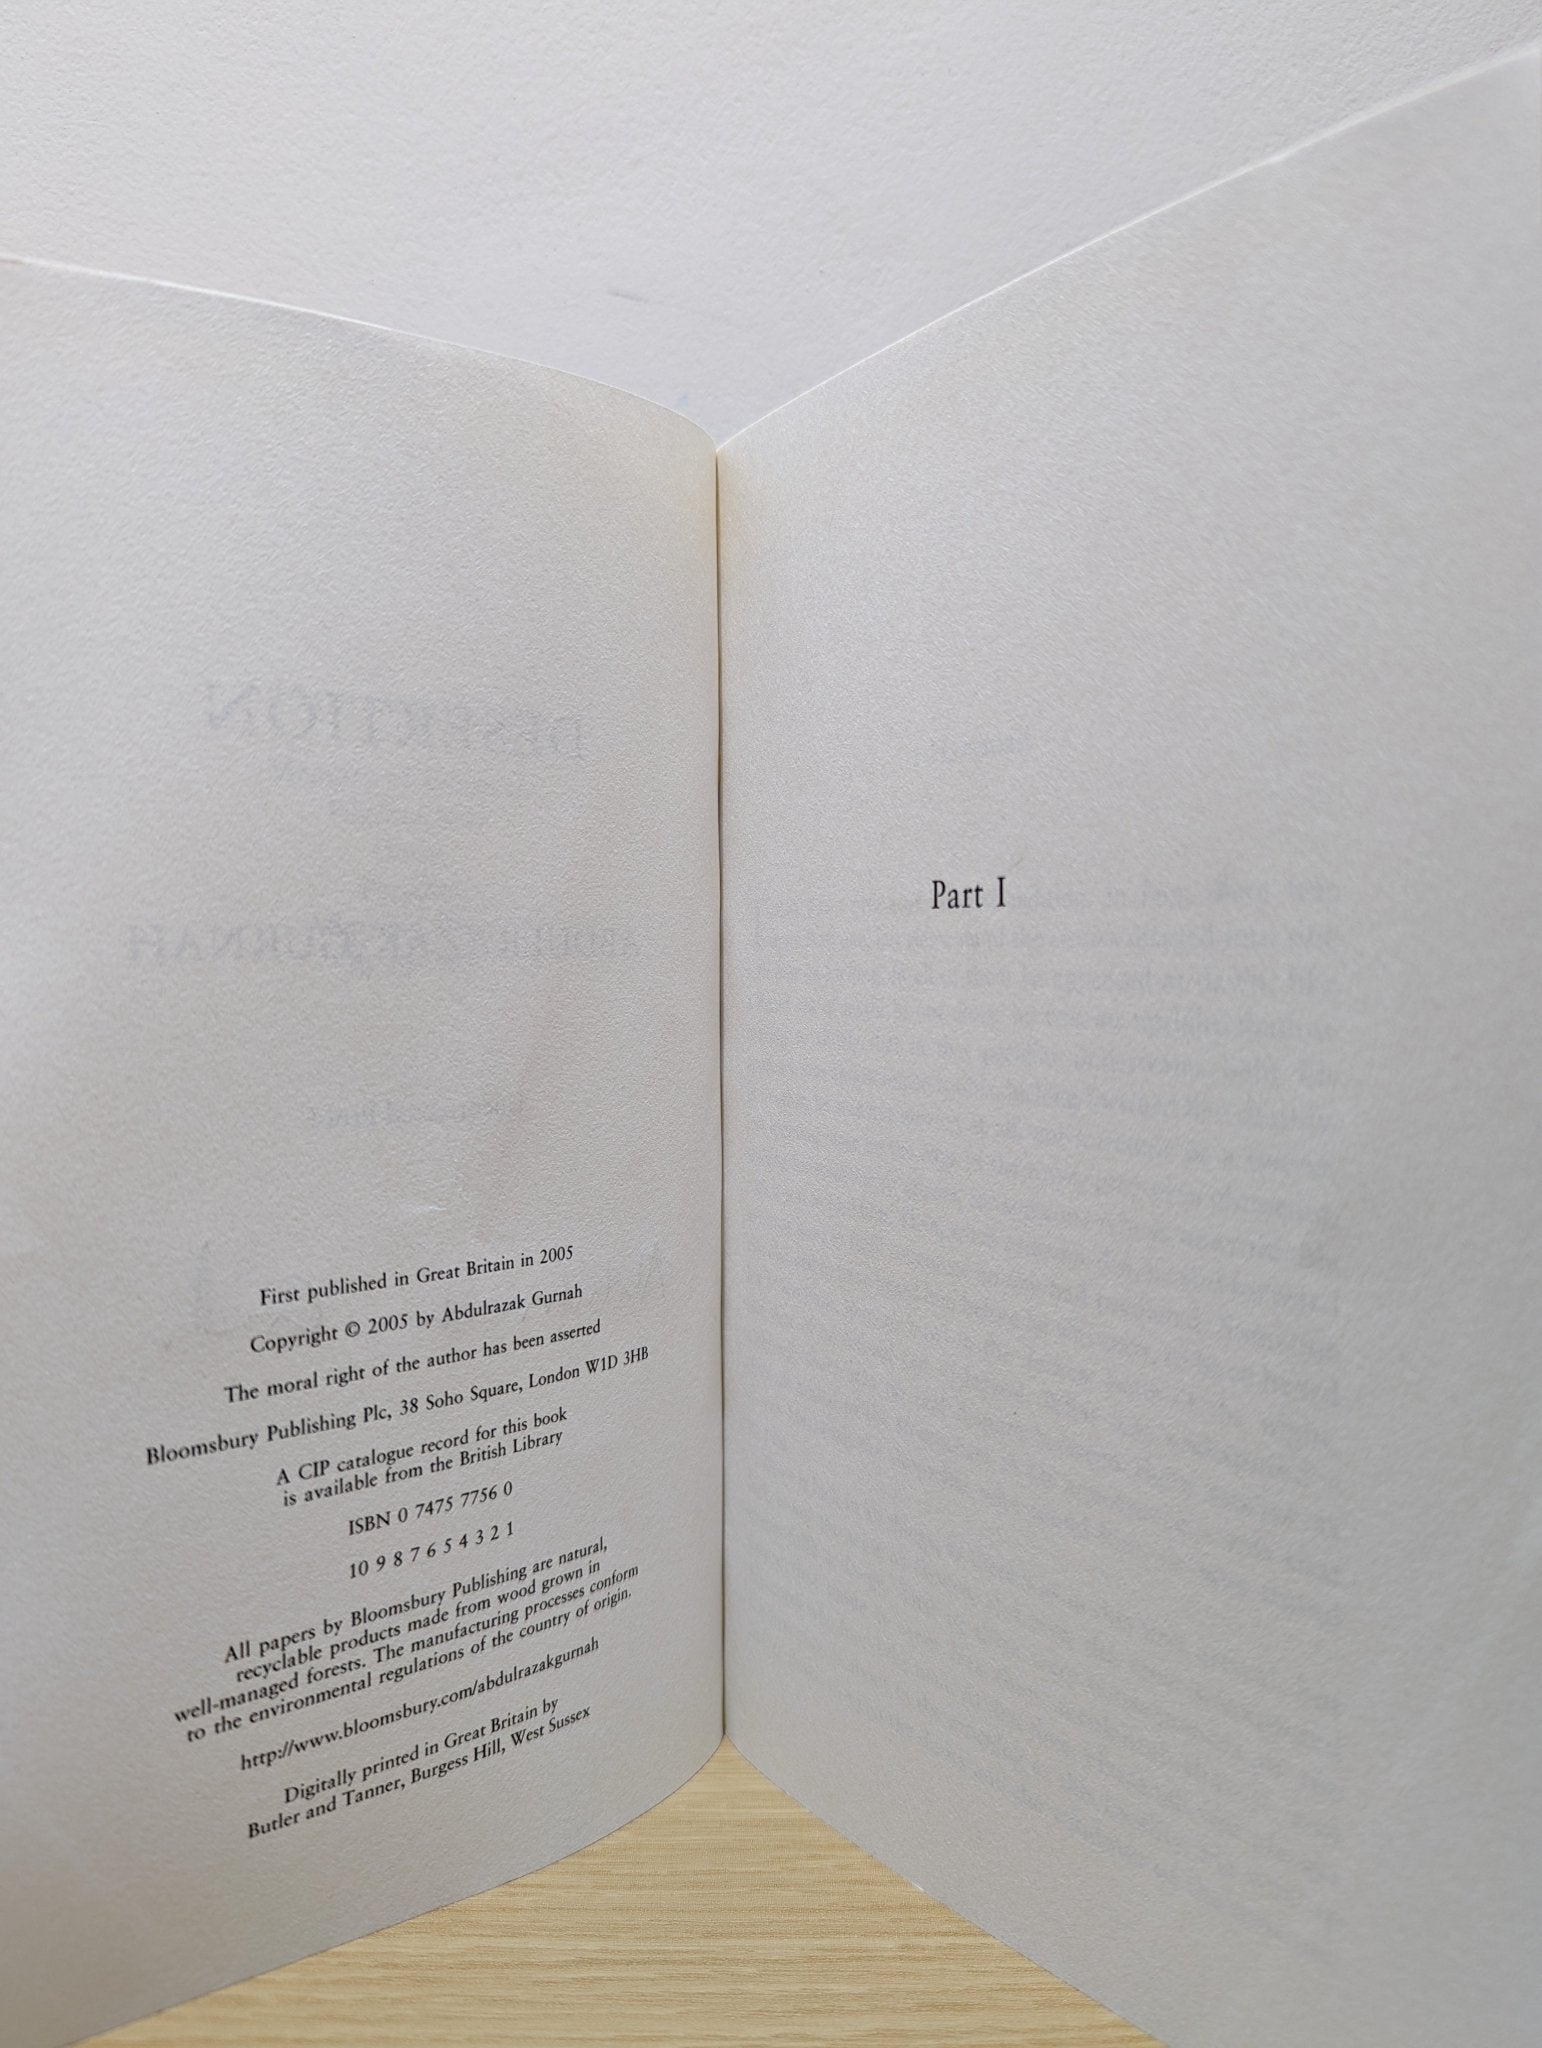 First published in Great Britain in 2005
Copyright © 2005 by Abdulrazak Gurnah
The moral right of the author has been asserted
Bloomsbury Publishing Plc, 38 Soho Square, London W1D 3HB
A CIP catalogue record for this book
is available from the British Library
ISBN 0 7475 7756 0
10 9 8 7 6 5 4 3 2 1
All papers by Bloomsbury Publishing are natural,
recyclable products made from wood grown in
well-managed forests. The manufacturing processes conform
to the environmental regulations of the country of origin.
http://www.bloomsbury.com/abdulrazakgurnah
Digitally printed in Great Britain by
Butler and Tanner, Burgess Hill, West Sussex
Part I